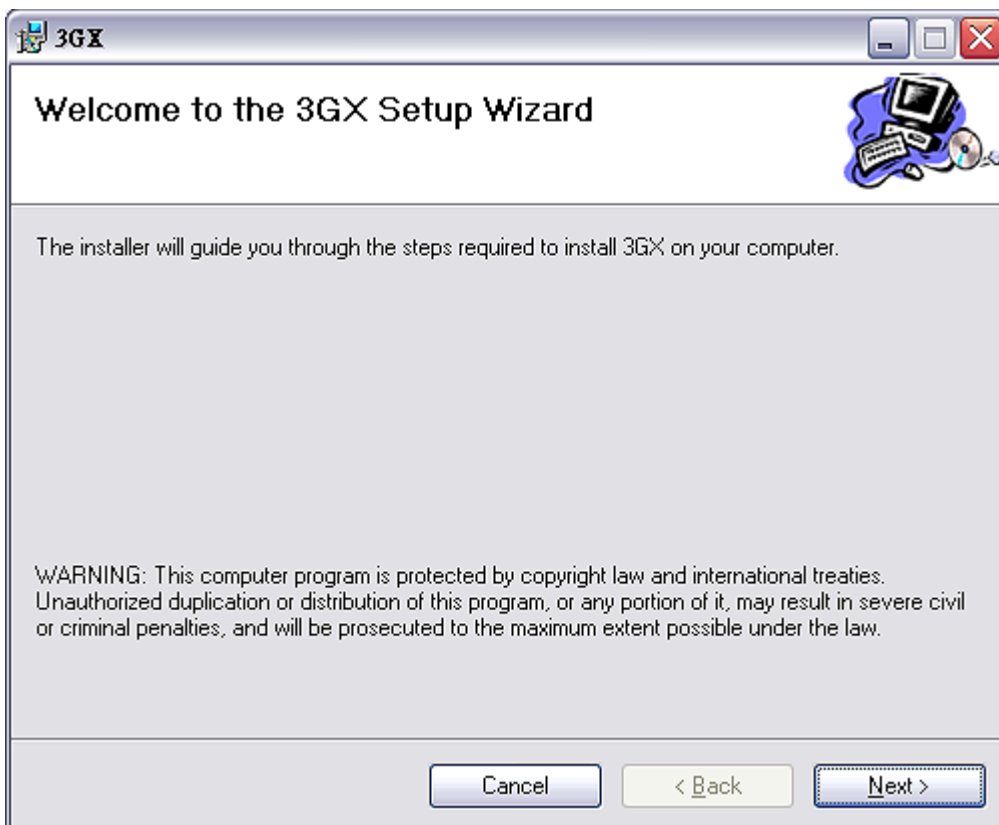 3GX
Welcome to the 3GX Setup Wizard
The installer will guide you through the steps required to install 3GX on your computer.
WARNING: This computer program is protected by copyright law and international treaties.
Unauthorized duplication or distribution of this program, or any portion of it, may result in severe civil
or criminal penalties, and will be prosecuted to the maximum extent possible under the law.
Cancel
< Back
Next >